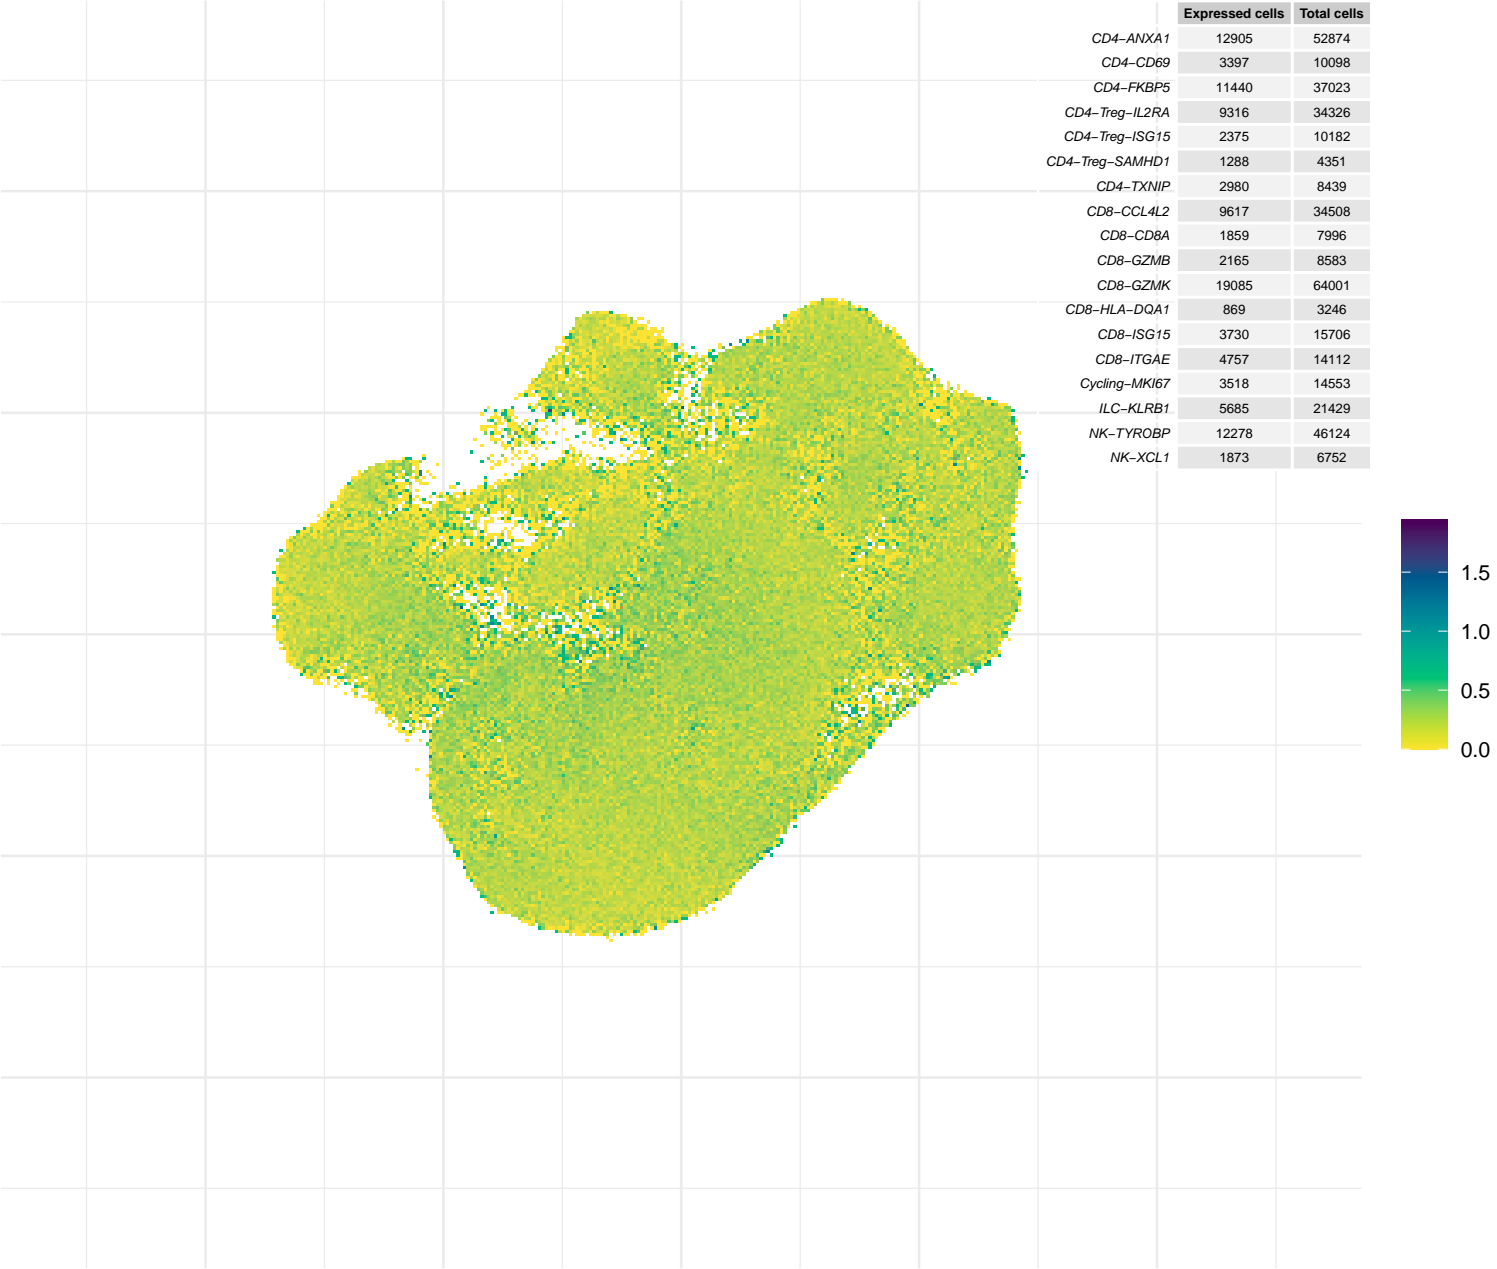 Expressed cells Total cells
CD4−ANXA1 12905 52874
CD4−CD69 3397 10098
CD4−FKBP5 11440 37023
CD4−Treg−IL2RA 9316 34326
CD4−Treg−ISG15 2375 10182
CD4−Treg−SAMHD1 1288 4351
CD4−TXNIP 2980 8439
CD8−CCL4L2 9617 34508
CD8−CD8A 1859 7996
CD8−GZMB 2165 8583
CD8−GZMK 19085 64001
CD8−HLA−DQA1 869 3246
CD8−ISG15 3730 15706
CD8−ITGAE 4757 14112
Cycling−MKI67 3518 14553
ILC−KLRB1 5685 21429
NK−TYROBP 12278 46124
NK−XCL1 1873 6752
1.5
1.0
0.5
0.0